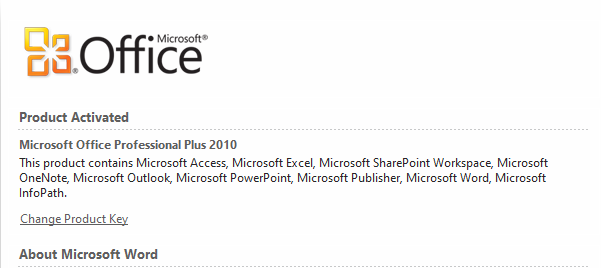 Microsoft®
Office
Product Activated
Microsoft Office Professional Plus 2010
This product contains Microsoft Access, Microsoft Excel, Microsoft SharePoint Workspace, Microsoft
OneNote, Microsoft Outlook, Microsoft PowerPoint, Microsoft Publisher, Microsoft Word, Microsoft
InfoPath.
Change Product Key
About Microsoft Word